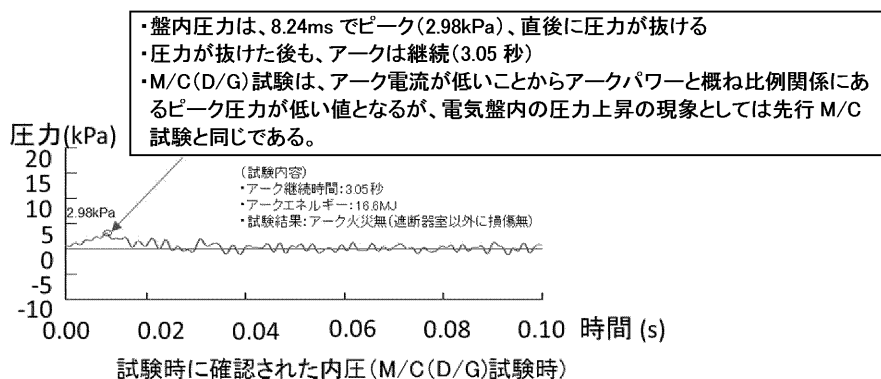 ・盤内圧力は、8.24ms でピーク(2.98kPa)、直後に圧力が抜ける
・圧力が抜けた後も、アークは継続(3.05 秒)
・M/C(D/G)試験は、アーク電流が低いことからアークパワーと概ね比例関係にあ
るピーク圧力が低い値となるが、電気盤内の圧力上昇の現象としては先行 M/C
試験と同じである。
圧力(kPa)
20
15
10
5
0
-5
-10
2.98kPa
(試験内容)
・アーク継続時間:3.05秒
・アークエネルギー:16.6MJ
・試験結果:アーク火災無(遮断器室以外に損傷無)
0.00 0.02 0.04 0.06 0.08 0.10 時間(s)
試験時に確認された内圧(M/C(D/G)試験時)